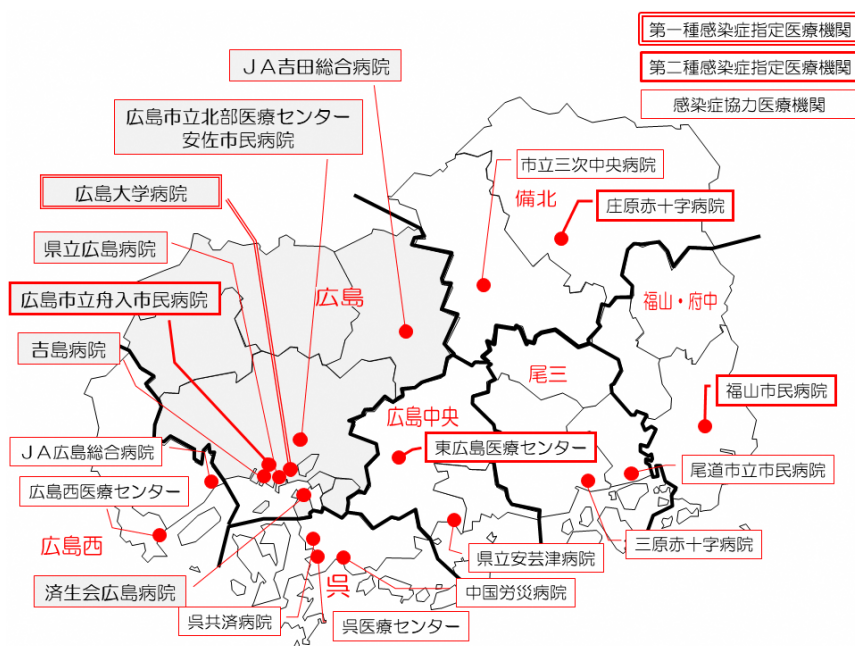 第一種感染症指定医療機関
第二種感染症指定医療機関
感染症協力医療機関
JA吉田総合病院
広島市立北部医療センター
安佐市民病院
広島大学病院
県立広島病院
広島市立舟入市民病院
吉島病院
JA広島総合病院
広島西医療センター
広島西
済生会広島病院
呉共済病院
呉医療センター
呉
中国労災病院
県立安芸津病院
広島
広島中央
東広島医療センター
市立三次中央病院
備北
庄原赤十字病院
福山・府中
尾三
福山市民病院
尾道市立市民病院
三原赤十字病院